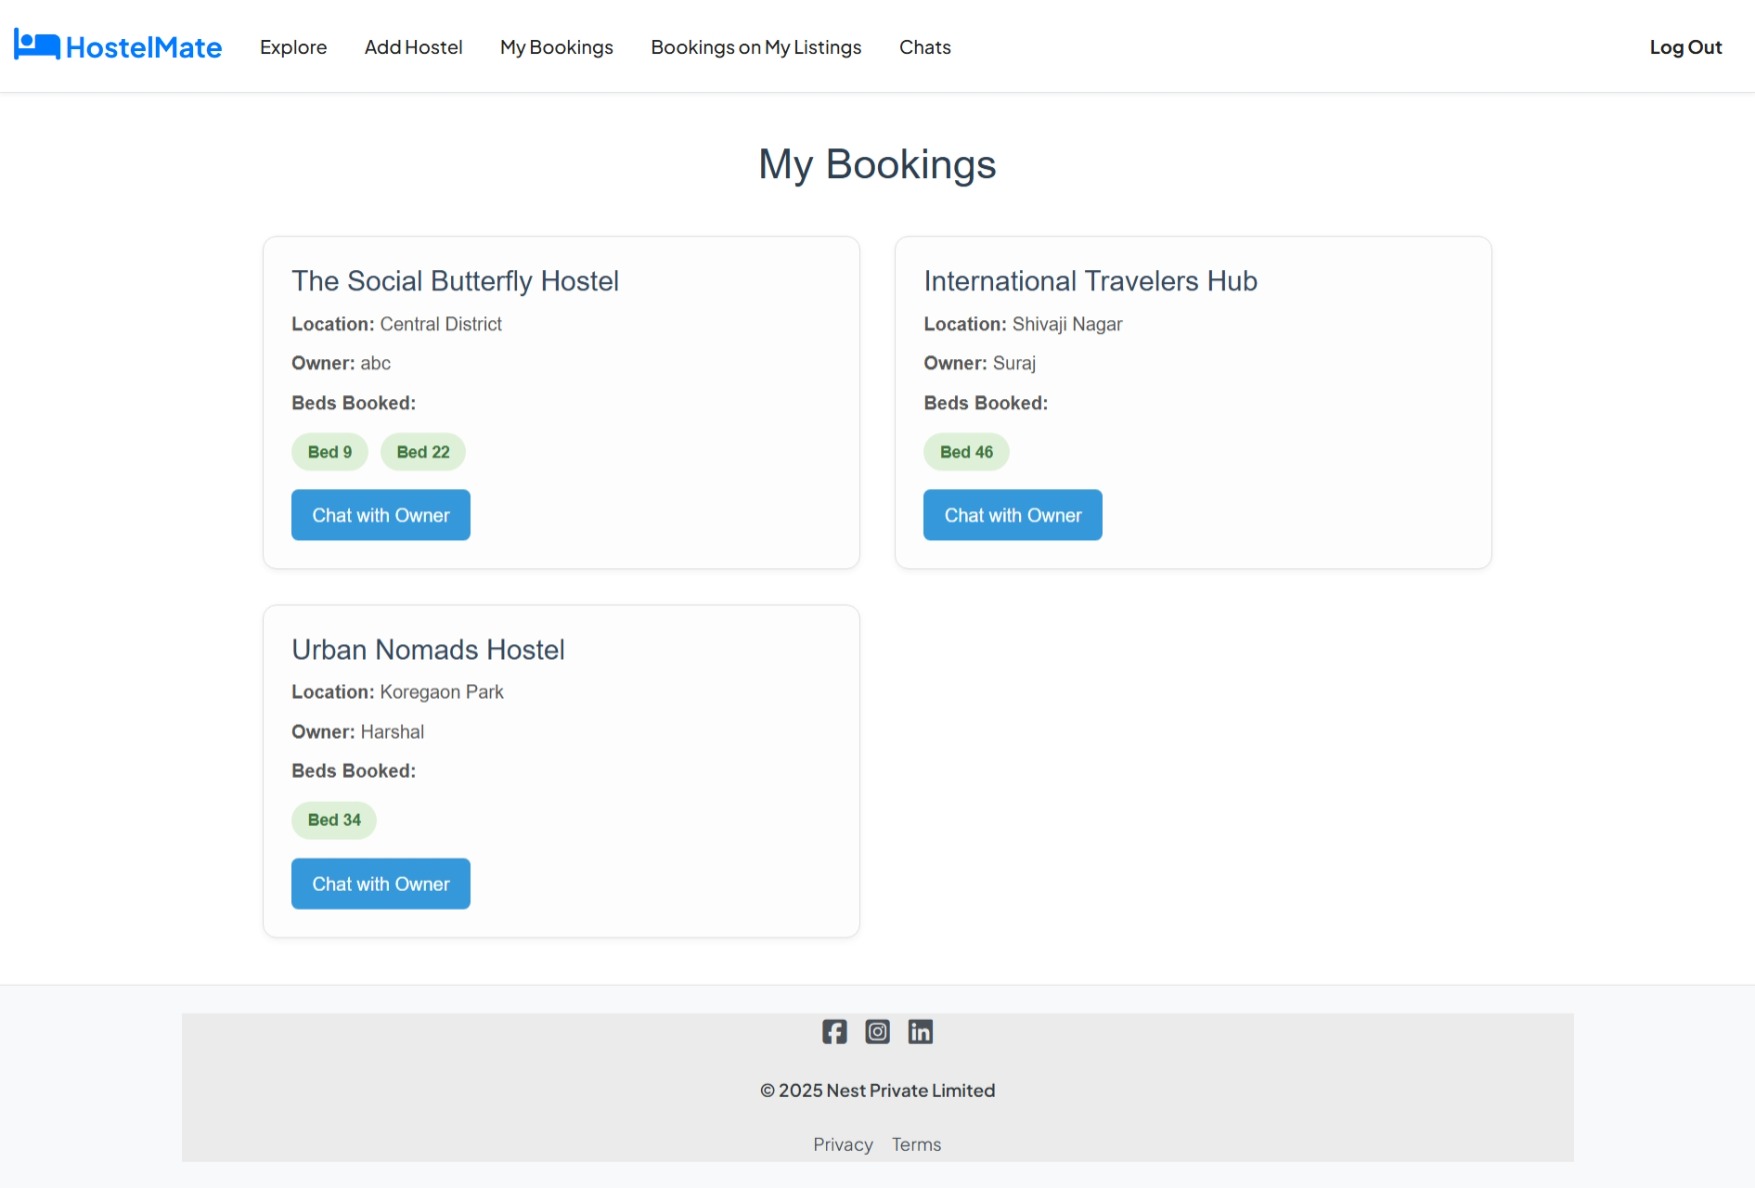 HostelMate Explore Add Hostel My Bookings Bookings on My Listings Chats Log Out
My Bookings
The Social Butterfly Hostel
Location: Central District
Owner: abc
Beds Booked:
Bed 9 Bed 22
Chat with Owner
International Travelers Hub
Location: Shivaji Nagar
Owner: Suraj
Beds Booked:
Bed 46
Chat with Owner
Urban Nomads Hostel
Location: Koregaon Park
Owner: Harshal
Beds Booked:
Bed 34
Chat with Owner
© 2025 Nest Private Limited
Privacy Terms